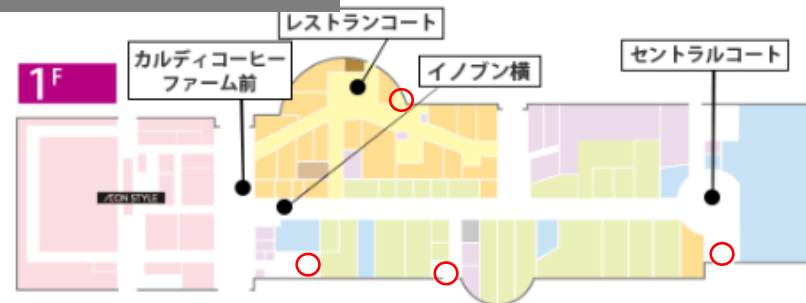 レストランコート
カルディコーヒー
ファーム前
イノブン横
セントラルコート
1F
ÆON STYLE